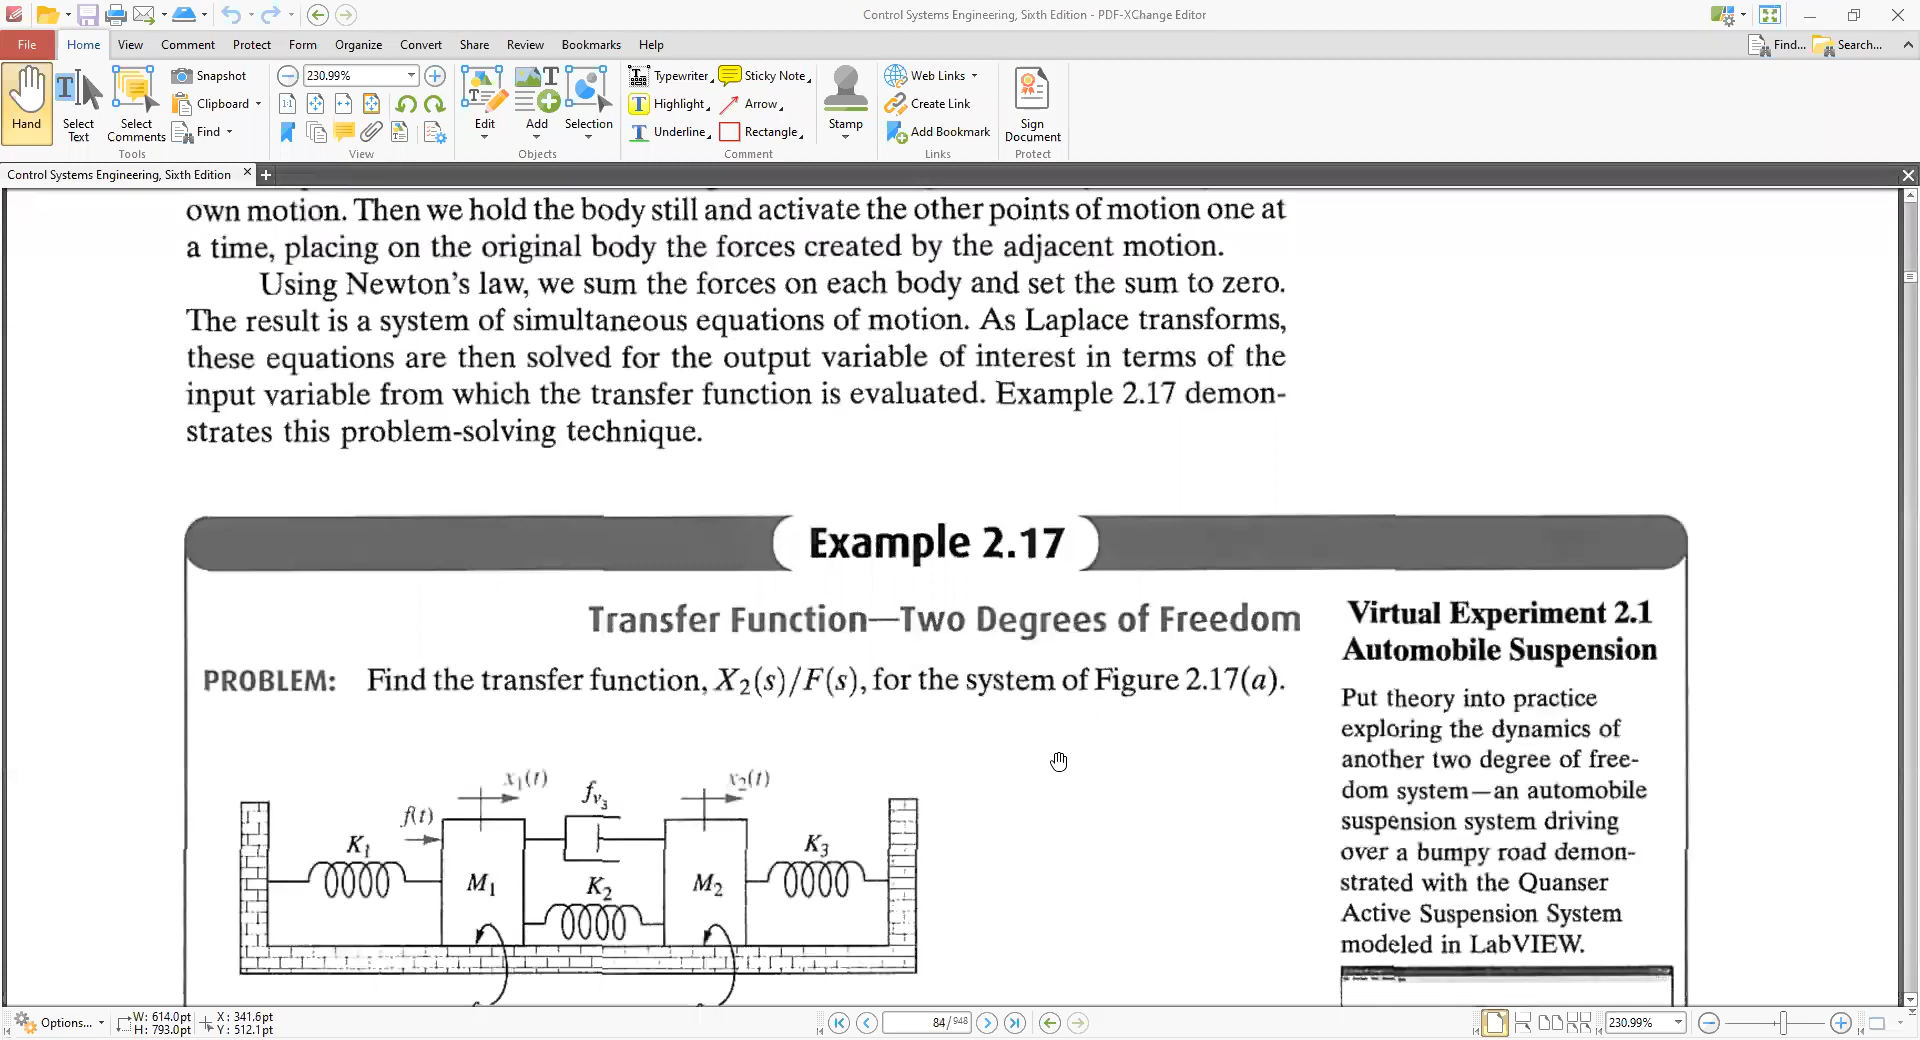 Control Systems Engineering, Sixth Edition - PDF-XChange Editor
File Home View Comment Protect Form Organize Convert Share Review Bookmarks Help Find... Search...
Hand
Select Text
Select Comments
Snapshot
Clipboard
Find
Tools
230.99%
View
Edit
Add
Selection
Objects
Typewriter
Highlight
Underline
Sticky Note
Arrow
Rectangle
Stamp
Comment
Web Links
Create Link
Add Bookmark
Links
Sign Document
Protect
Control Systems Engineering, Sixth Edition
own motion. Then we hold the body still and activate the other points of motion one at
a time, placing on the original body the forces created by the adjacent motion.
Using Newton's law, we sum the forces on each body and set the sum to zero.
The result is a system of simultaneous equations of motion. As Laplace transforms,
these equations are then solved for the output variable of interest in terms of the
input variable from which the transfer function is evaluated. Example 2.17 demon-
strates this problem-solving technique.
Example 2.17
Transfer Function—Two Degrees of Freedom
PROBLEM: Find the transfer function, X₂(s)/F(s), for the system of Figure 2.17(a).
x₁(t)
x₂(t)
fv₃
f(t)
K₁
M₁
K₂
M₂
K₃
Virtual Experiment 2.1
Automobile Suspension
Put theory into practice
exploring the dynamics of
another two degree of free-
dom system—an automobile
suspension system driving
over a bumpy road demon-
strated with the Quanser
Active Suspension System
modeled in LabVIEW.
Options...
W: 614.0pt
H: 793.0pt
X: 341.6pt
Y: 512.1pt
84/948
230.99%